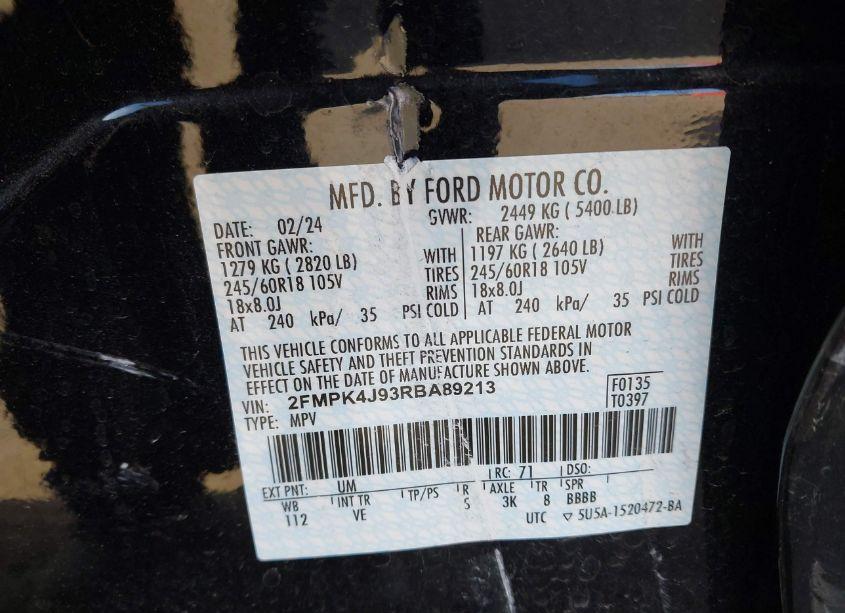 MFD. BY FORD MOTOR CO.
DATE: 02/24 GVWR: 2449 KG ( 5400 LB)
FRONT GAWR: REAR GAWR:
1279 KG ( 2820 LB) WITH 1197 KG ( 2640 LB) WITH
245/60R18 105V TIRES 245/60R18 105V TIRES
18x8.0J RIMS 18x8.0J RIMS
AT 240 kPa/ 35 PSI COLD AT 240 kPa/ 35 PSI COLD
THIS VEHICLE CONFORMS TO ALL APPLICABLE FEDERAL MOTOR
VEHICLE SAFETY AND THEFT PREVENTION STANDARDS IN
EFFECT ON THE DATE OF MANUFACTURE SHOWN ABOVE.
VIN: 2FMPK4J93RBA89213 F0135
TYPE: MPV T0397
EXT PNT: UM RC: 71 DSO:
WB INT TR TP/PS R AXLE TR SPR
112 VE S 3K 8 BBBB
UTC ▽ 5U5A-1520472-BA